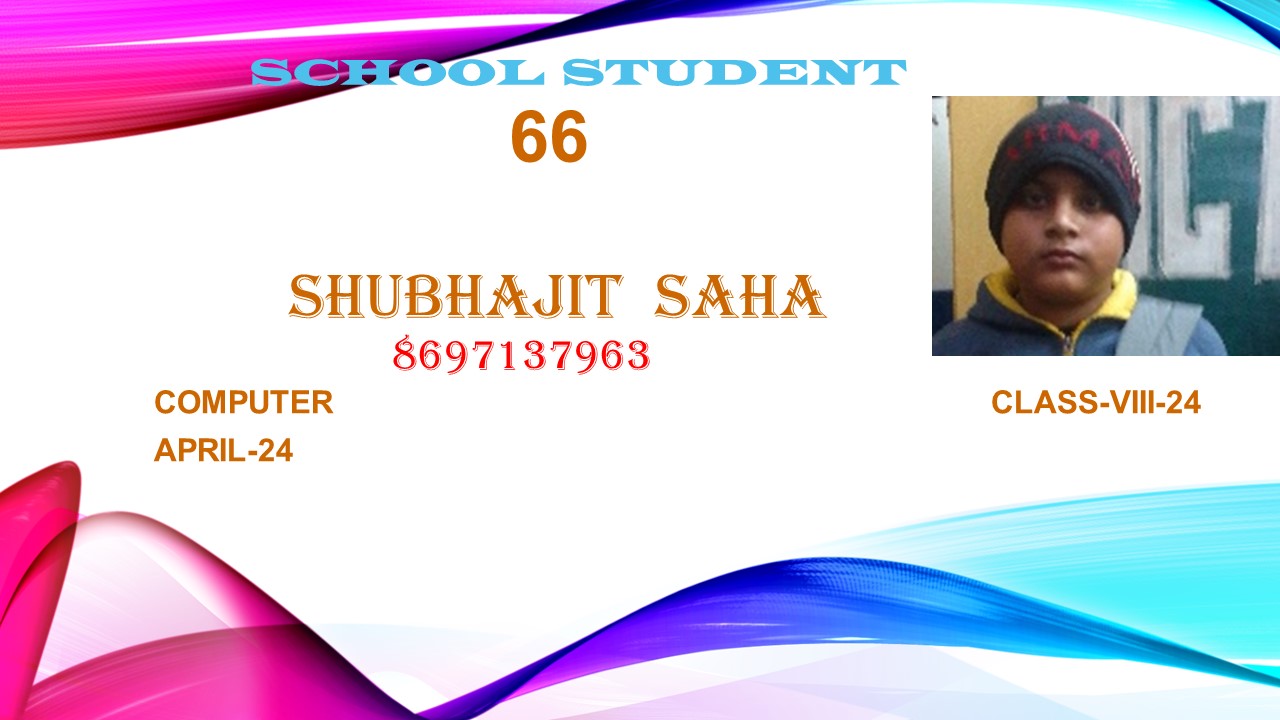 SCHOOL STUDENT
66
SHUBHAJIT SAHA
8697137963
COMPUTER CLASS-VIII-24
APRIL-24